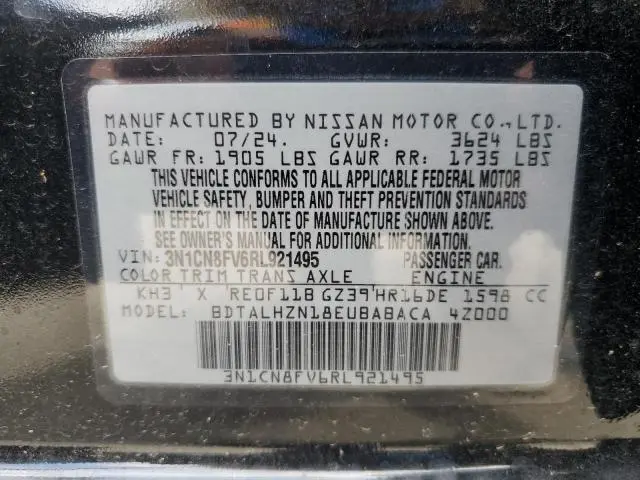 MANUFACTURED BY NISSAN MOTOR CO.,LTD.
DATE: 07/24. GVWR: 3624 LBS
GAWR FR: 1905 LBS GAWR RR: 1735 LBS
THIS VEHICLE CONFORMS TO ALL APPLICABLE FEDERAL MOTOR
VEHICLE SAFETY, BUMPER AND THEFT PREVENTION STANDARDS
IN EFFECT ON THE DATE OF MANUFACTURE SHOWN ABOVE.
SEE OWNER'S MANUAL FOR ADDITIONAL INFORMATION.
VIN: 3N1CN8FV6RL921495 PASSENGER CAR.
COLOR TRIM TRANS AXLE ENGINE
KH3 X RE0F11B GZ39 HR16DE 1598 CC
MODEL: BDTALHZN18EUBABACA 4Z000
3N1CN8FV6RL921495